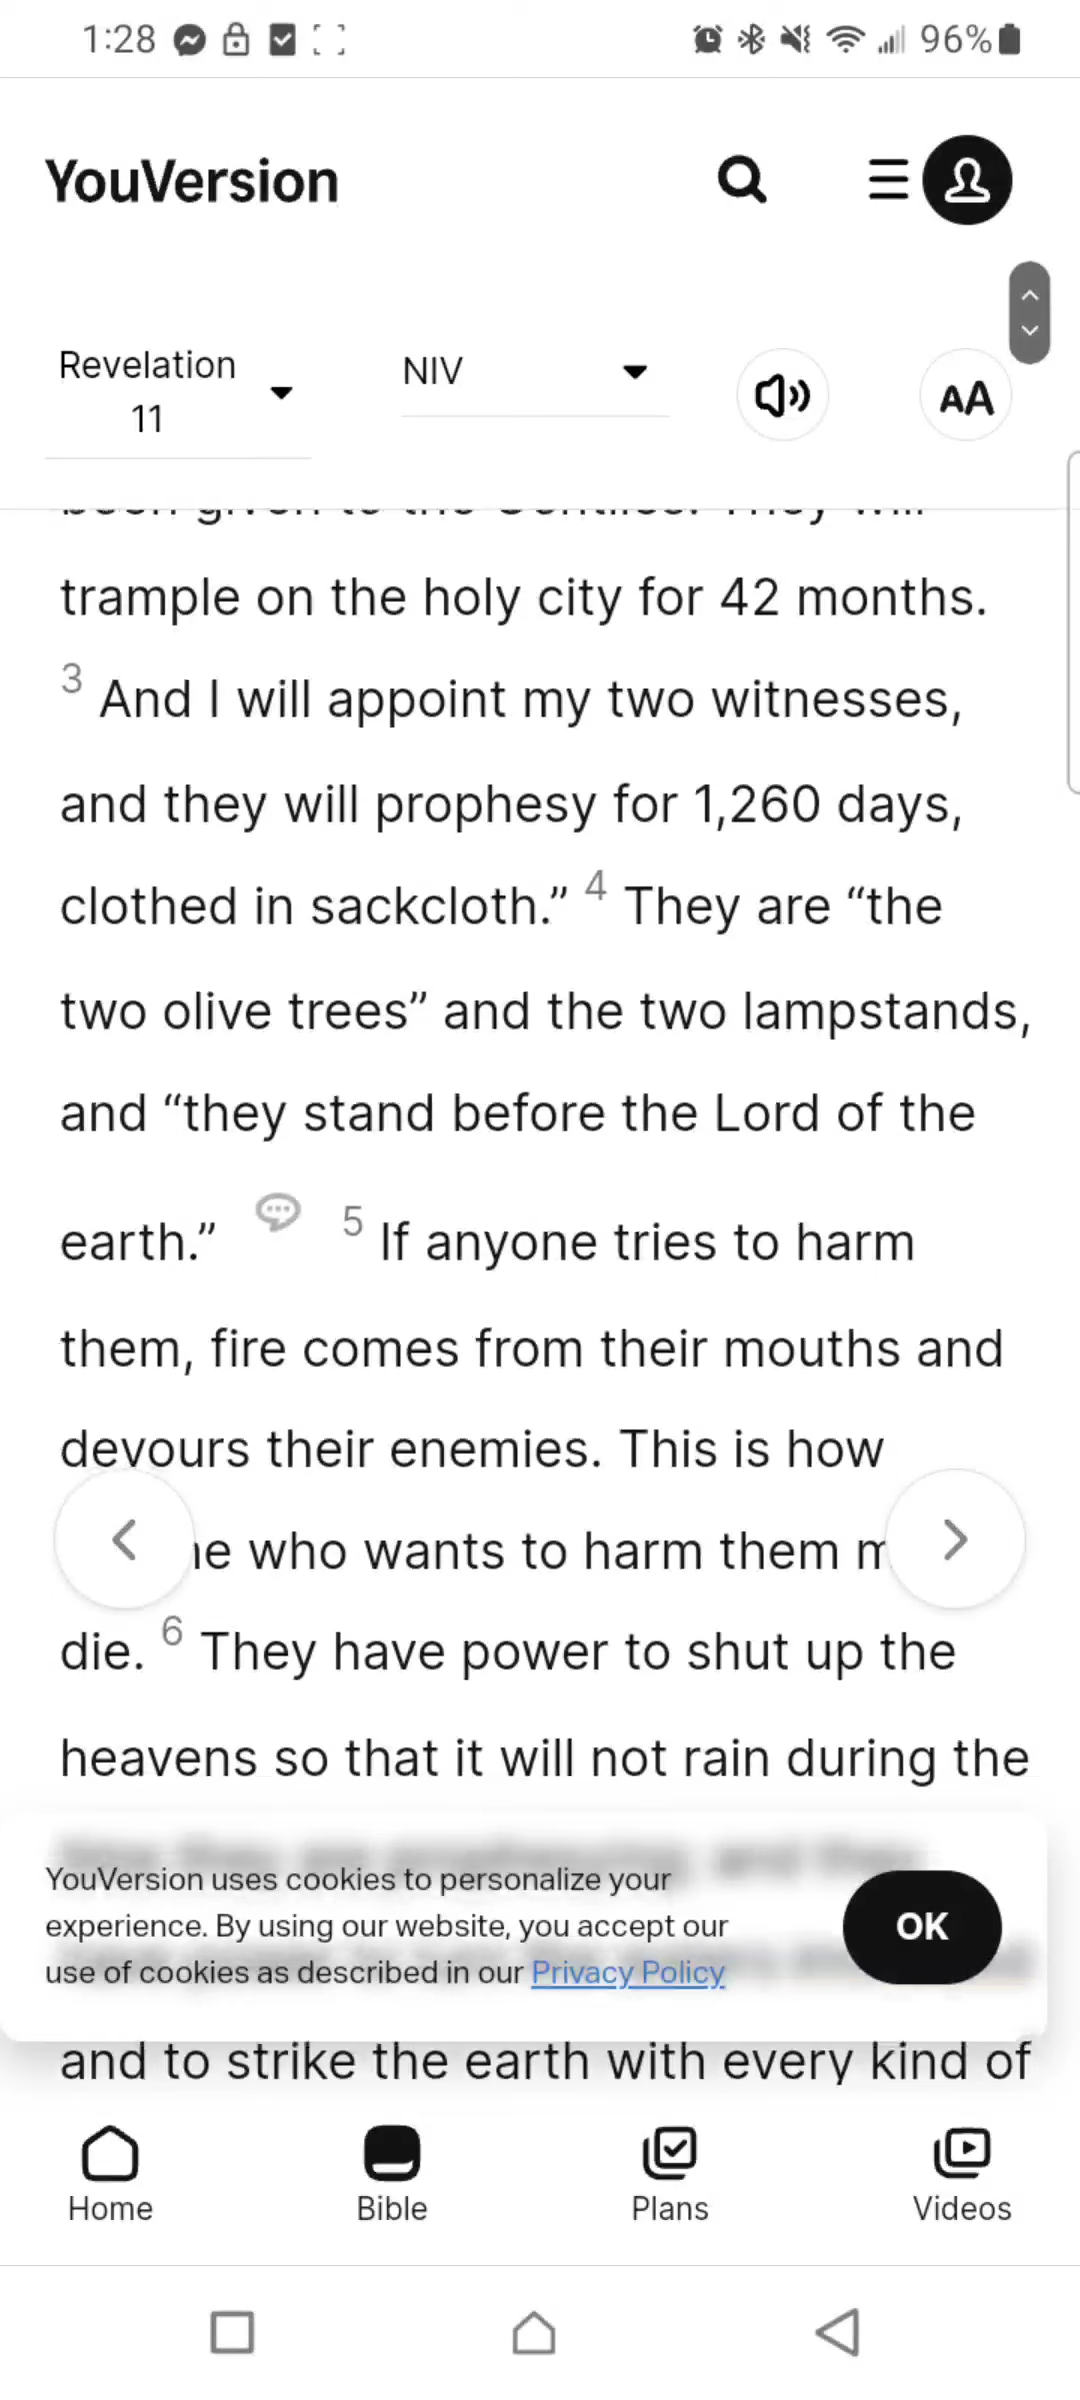 1:28 96%
YouVersion
Revelation
11
NIV
AA
trample on the holy city for 42 months.
3 And I will appoint my two witnesses,
and they will prophesy for 1,260 days,
clothed in sackcloth.” 4 They are “the
two olive trees” and the two lampstands,
and “they stand before the Lord of the
earth.” 5 If anyone tries to harm
them, fire comes from their mouths and
devours their enemies. This is how
who wants to harm them
die. 6 They have power to shut up the
heavens so that it will not rain during the
YouVersion uses cookies to personalize your
experience. By using our website, you accept our
use of cookies as described in our Privacy Policy
OK
and to strike the earth with every kind of
Home Bible Plans Videos